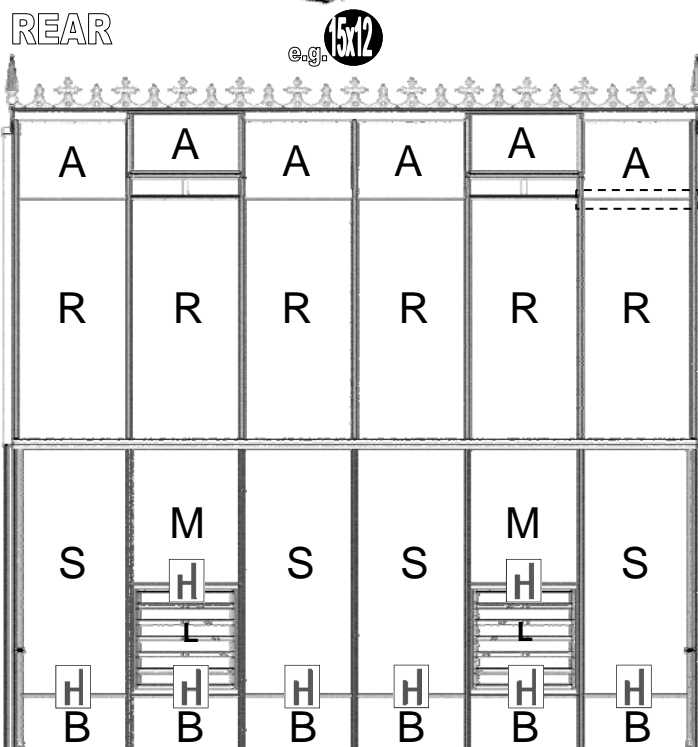 REAR
e.g. 15x12
A A A A A A
R R R R R R
M M
S S S S
H H
L L
H H H H H H
B B B B B B